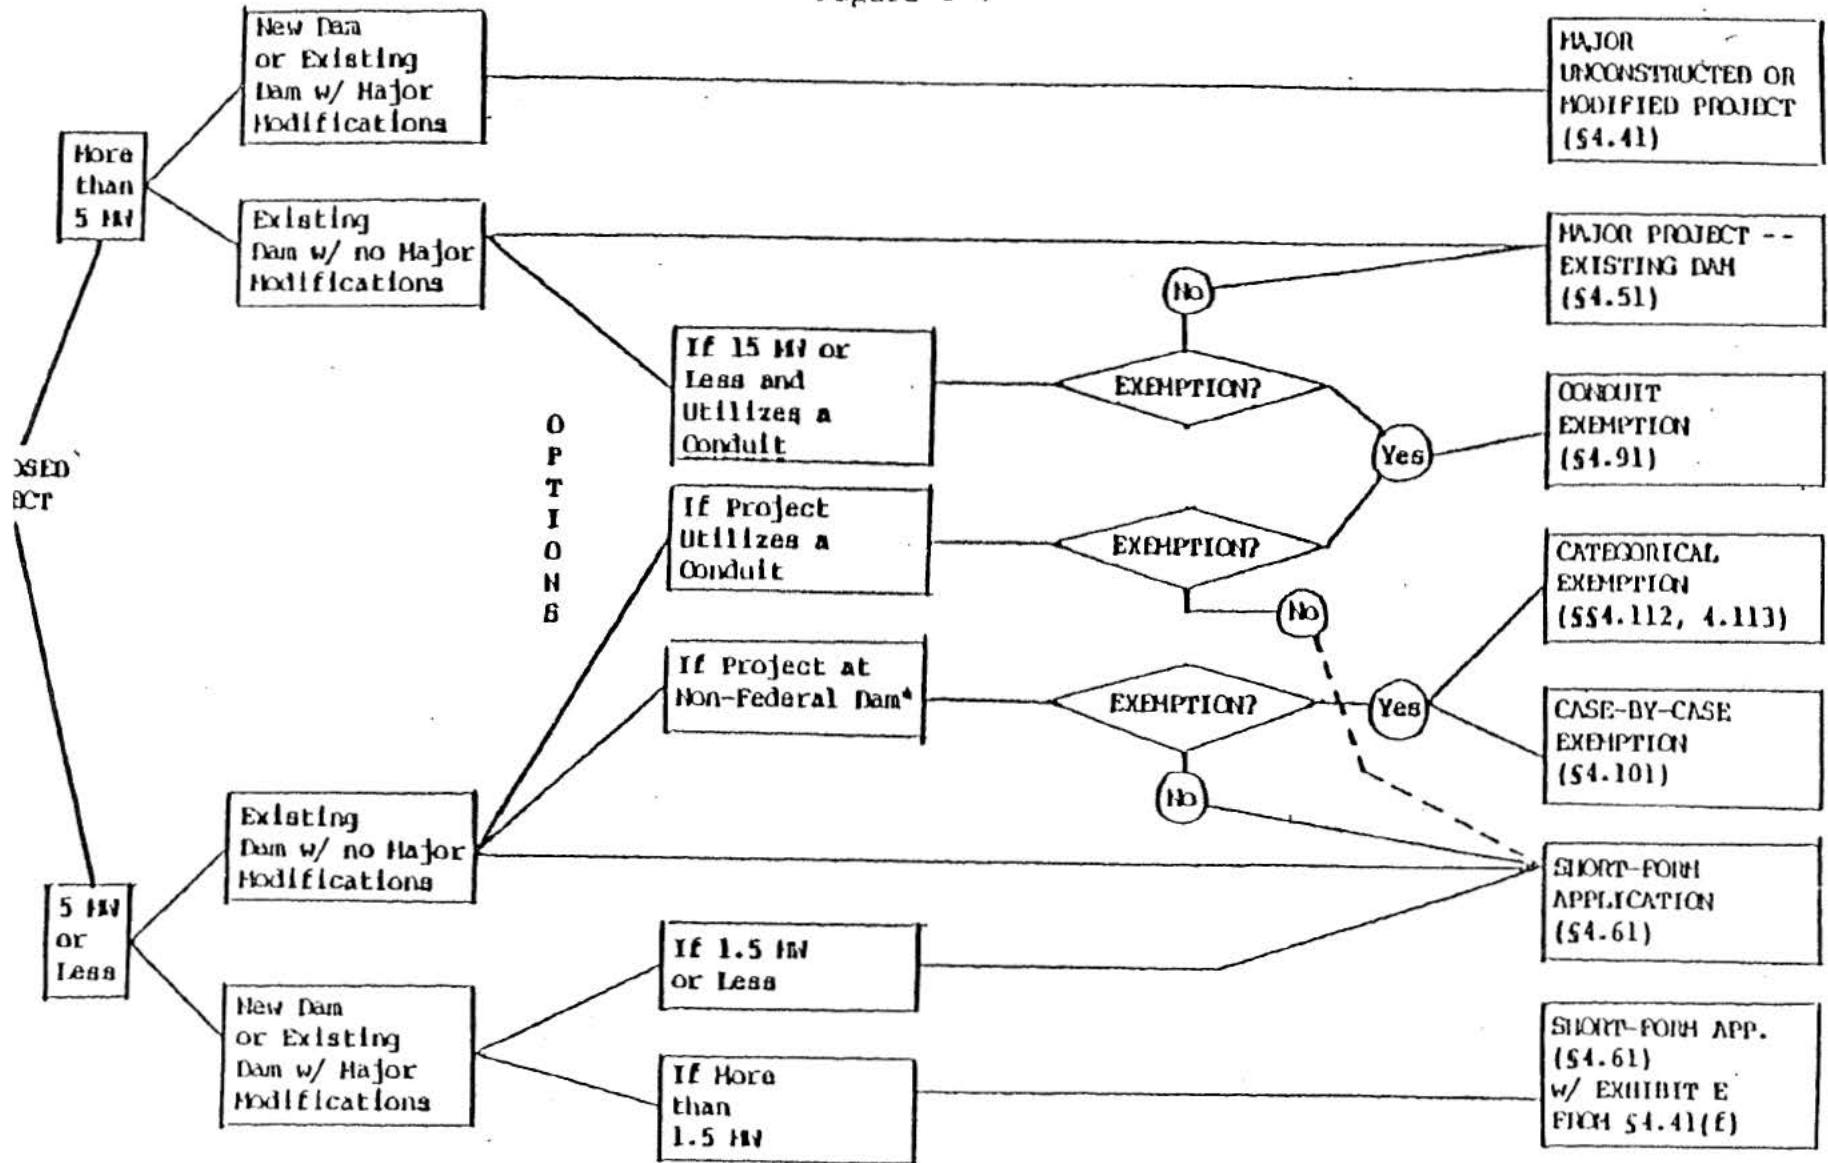 New Dam
or Existing
Dam w/ Major
Modifications
MAJOR
UNCONSTRUCTED OR
MODIFIED PROJECT
(§4.41)
More
than
5 MW
Existing
Dam w/ no Major
Modifications
MAJOR PROJECT --
EXISTING DAM
(§4.51)
No
If 15 MW or
Less and
Utilizes a
Conduit
EXEMPTION?
CONDUIT
EXEMPTION
(§4.91)
Yes
OPTIONS
OSED
ECT
If Project
Utilizes a
Conduit
EXEMPTION?
No
CATEGORICAL
EXEMPTION
(§§4.112, 4.113)
If Project at
Non-Federal Dam*
EXEMPTION?
Yes
No
CASE-BY-CASE
EXEMPTION
(§4.101)
Existing
Dam w/ no Major
Modifications
5 MW
or
Less
SHORT-FORM
APPLICATION
(§4.61)
If 1.5 MW
or Less
New Dam
or Existing
Dam w/ Major
Modifications
If More
than
1.5 MW
SHORT-FORM APP.
(§4.61)
w/ EXHIBIT E
FROM §4.41(f)